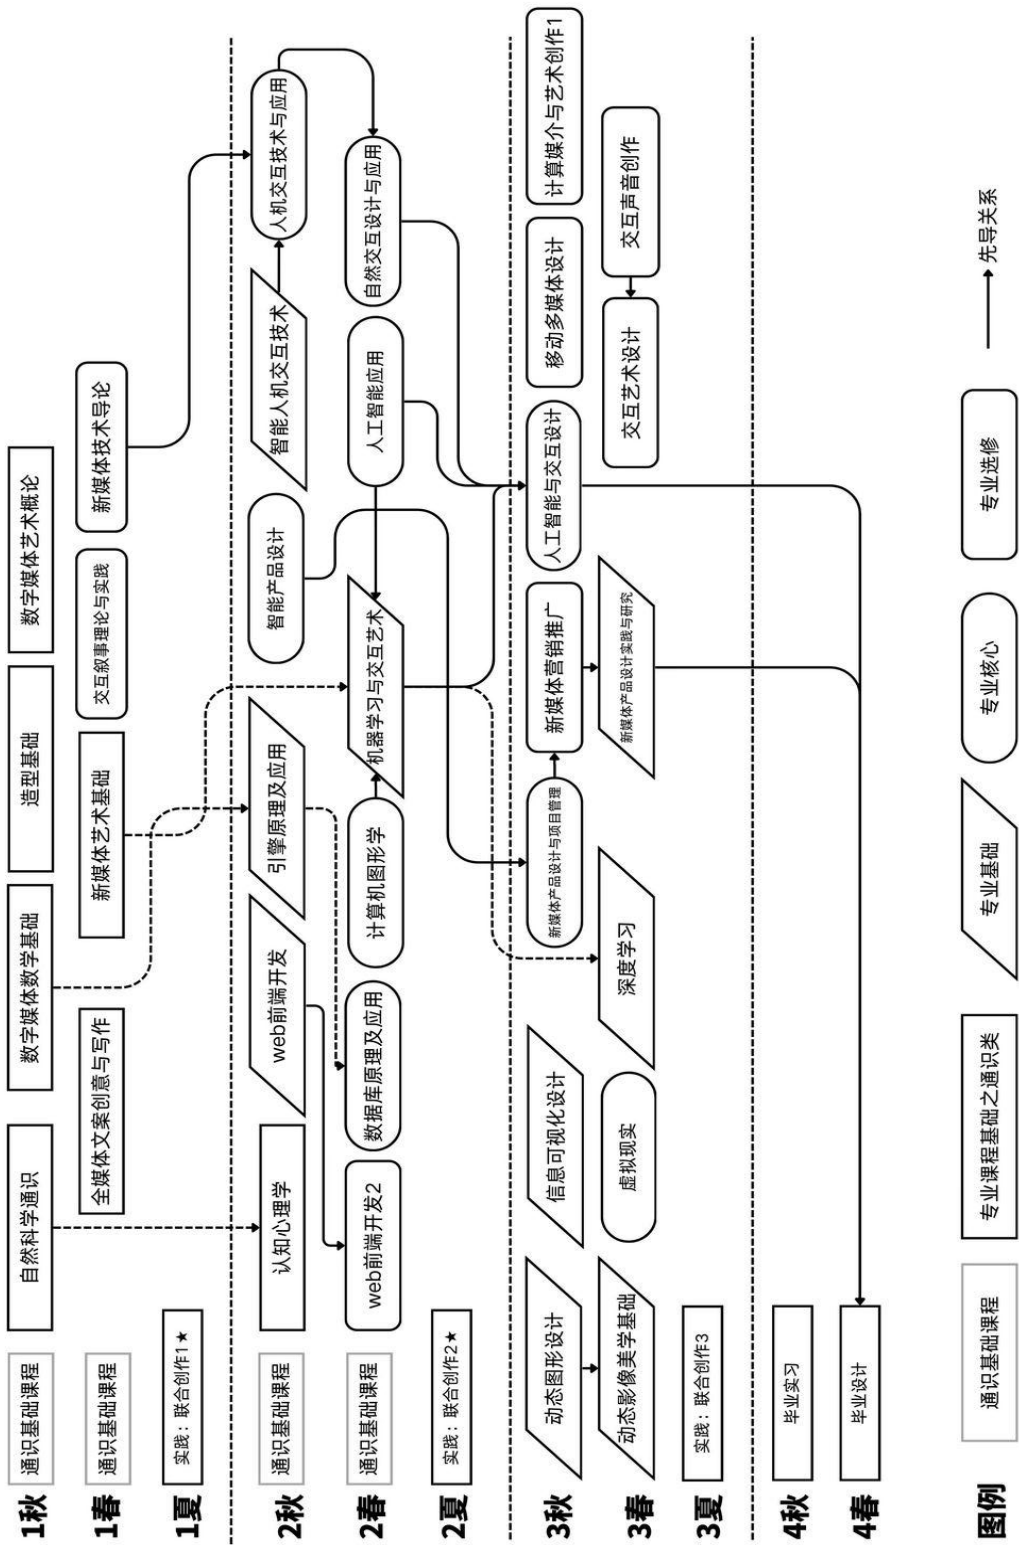 1秋
通识基础课程
自然科学通识
数字媒体数学基础
造型基础
数字媒体艺术概论
1春
通识基础课程
全媒体文案创意与写作
新媒体艺术基础
交互叙事理论与实践
新媒体技术导论
1夏
实践：联合创作1★
2秋
通识基础课程
认知心理学
web前端开发
引擎原理及应用
智能产品设计
智能人机交互技术
人机交互技术与应用
2春
通识基础课程
web前端开发2
数据库原理及应用
计算机图形学
机器学习与交互艺术
人工智能应用
自然交互设计与应用
2夏
实践：联合创作2★
3秋
动态图形设计
信息可视化设计
新媒体产品设计与项目管理
新媒体营销推广
人工智能与交互设计
移动多媒体设计
计算媒介与艺术创作1
3春
动态影像美学基础
虚拟现实
深度学习
新媒体产品设计实践与研究
交互艺术设计
交互声音创作
3夏
实践：联合创作3
4秋
毕业实习
4春
毕业设计
图例
通识基础课程
专业课程基础之通识类
专业基础
专业核心
专业选修
先导关系